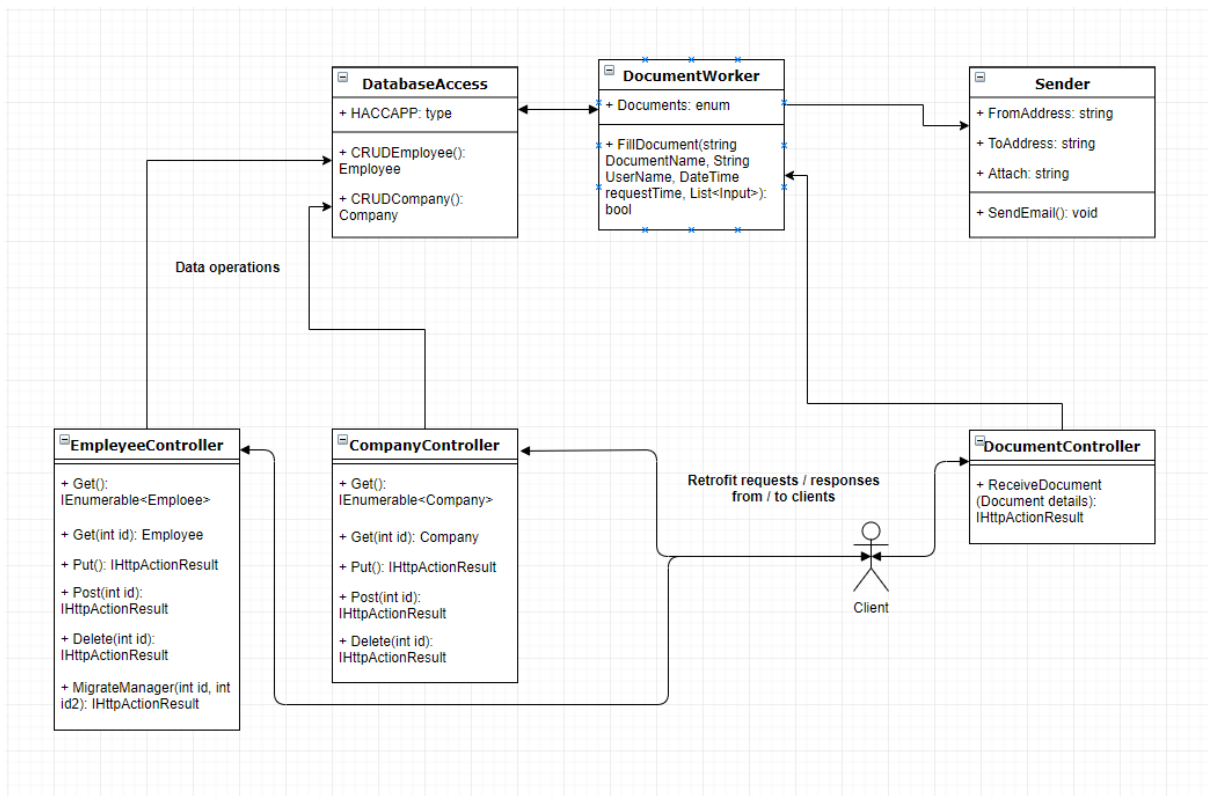 DatabaseAccess
+ HACCAPP: type
+ CRUDEmployee():
Employee
+ CRUDCompany():
Company
DocumentWorker
+ Documents: enum
+ FillDocument(string
DocumentName, String
UserName, DateTime
requestTime, List<Input>):
bool
Sender
+ FromAddress: string
+ ToAddress: string
+ Attach: string
+ SendEmail(): void
Data operations
EmpleyeeController
+ Get():
IEnumerable<Emploee>
+ Get(int id): Employee
+ Put(): IHttpActionResult
+ Post(int id):
IHttpActionResult
+ Delete(int id):
IHttpActionResult
+ MigrateManager(int id, int
id2): IHttpActionResult
CompanyController
+ Get():
IEnumerable<Company>
+ Get(int id): Company
+ Put(): IHttpActionResult
+ Post(int id):
IHttpActionResult
+ Delete(int id):
IHttpActionResult
Retrofit requests / responses
from / to clients
Client
DocumentController
+ ReceiveDocument
(Document details):
IHttpActionResult